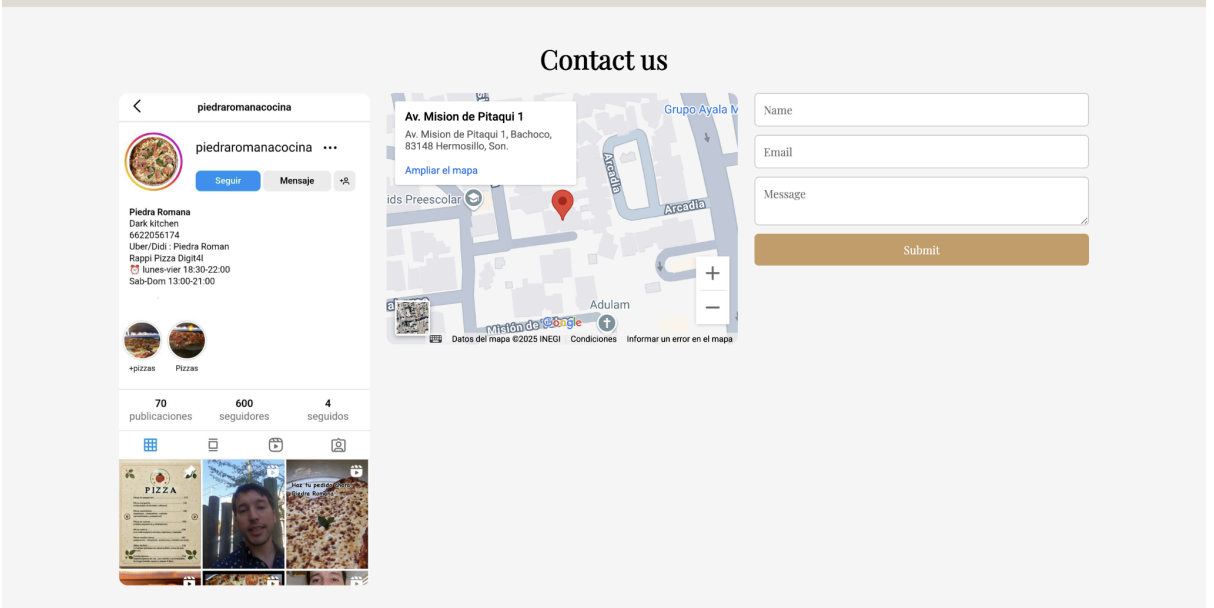 Contact us
piedraromanacocina
piedraromanacocina
Seguir
Mensaje
Piedra Romana
Dark kitchen
6622056174
Uber/Didi : Piedra Roman
Rappi Pizza Digit4l
lunes-vier 18:30-22:00
Sab-Dom 13:00-21:00
+pizzas
Pizzas
70
publicaciones
600
seguidores
4
seguidos
PIZZA
Haz tu pedido ahora
Piedra Romana
Av. Mision de Pitaqui 1
Av. Mision de Pitaqui 1, Bachoco,
83148 Hermosillo, Son.
Ampliar el mapa
Grupo Ayala M
Arcadia
Arcadia
ids Preescolar
Adulam
Misión de
Google
Datos del mapa ©2025 INEGI
Condiciones
Informar un error en el mapa
Name
Email
Message
Submit